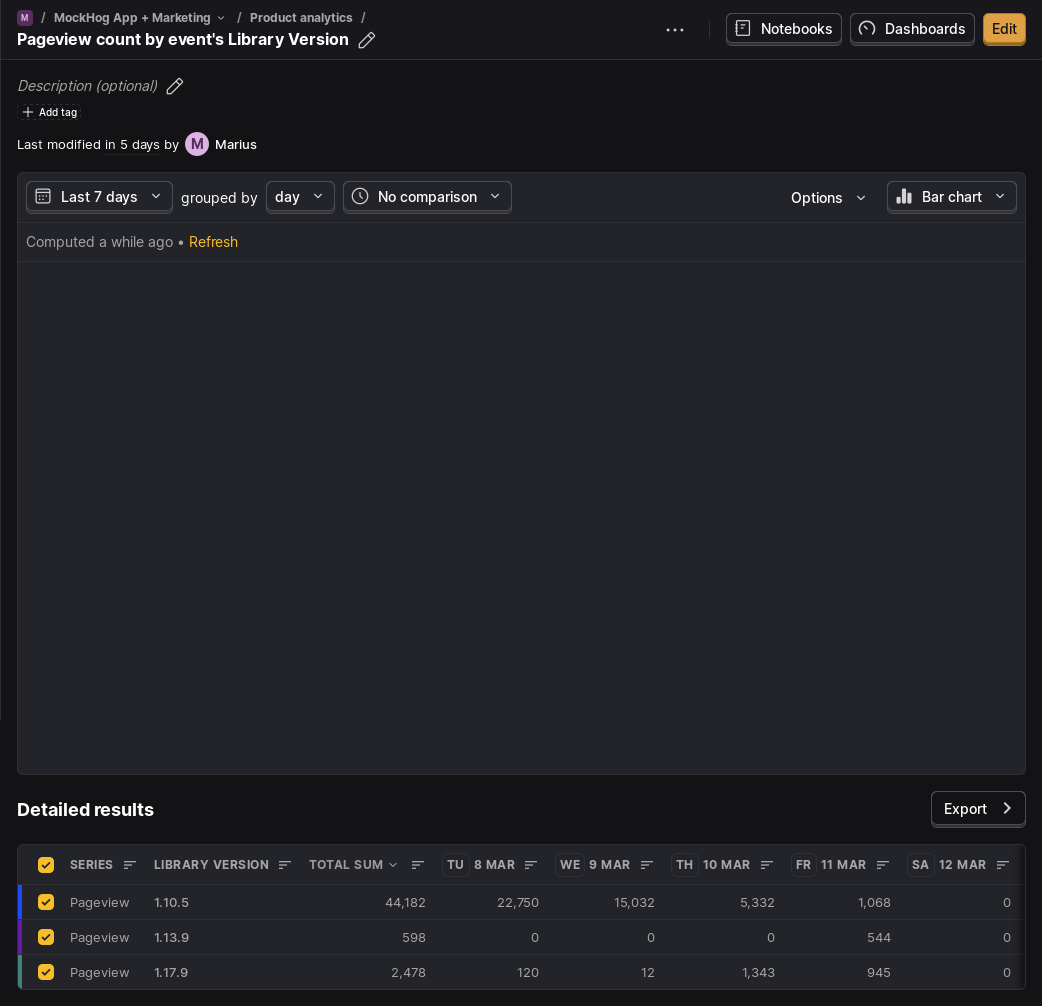 M / MockHog App + Marketing / Product analytics /
Pageview count by event's Library Version
Notebooks Dashboards Edit
Description (optional)
Add tag
Last modified in 5 days by M Marius
Last 7 days grouped by day No comparison Options Bar chart
Computed a while ago • Refresh
Detailed results
Export
SERIES LIBRARY VERSION TOTAL SUM TU 8 MAR WE 9 MAR TH 10 MAR FR 11 MAR SA 12 MAR
Pageview 1.10.5 44,182 22,750 15,032 5,332 1,068 0
Pageview 1.13.9 598 0 0 0 544 0
Pageview 1.17.9 2,478 120 12 1,343 945 0